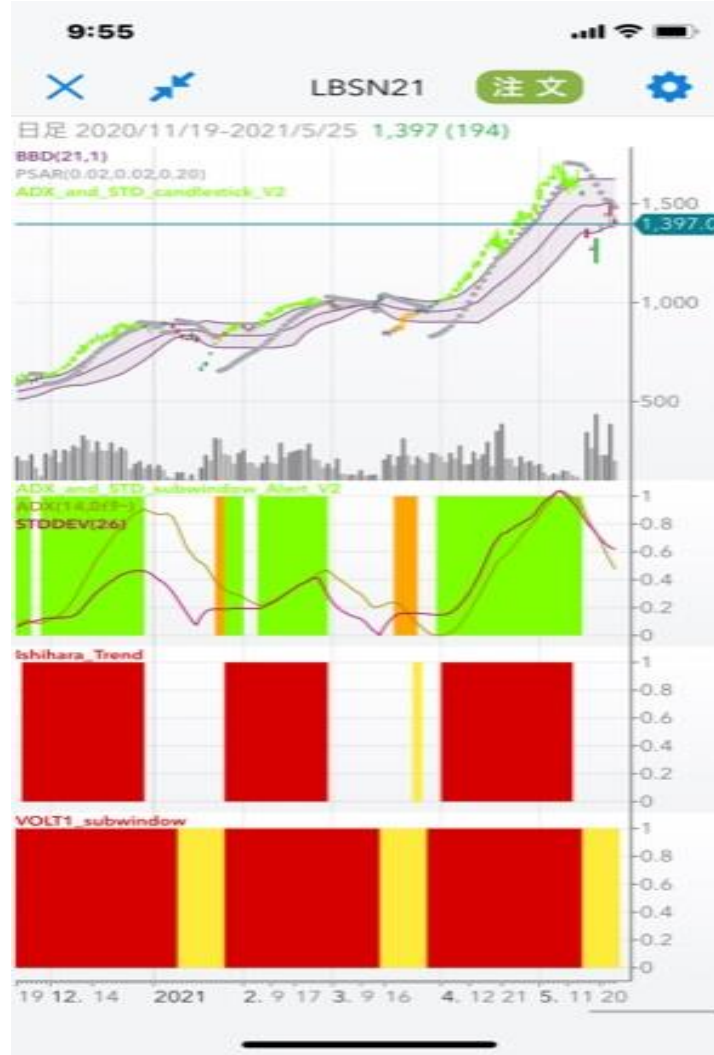 9:55
LBSN21 注文
日足 2020/11/19-2021/5/25 1,397 (194)
BBD(21,1)
PSAR(0.02,0.02,0.20)
ADX_and_STD_candlestick_V2
1,500
1,397.0
1,000
500
ADX_and_STD_subwindow_Alert_V2
STDDEV(26)
1
0.8
0.6
0.4
0.2
0
Ishihara_Trend
1
0.8
0.6
0.4
0.2
0
VOLT1_subwindow
1
0.8
0.6
0.4
0.2
0
19 12. 14 2021 2. 9 17 3. 9 16 4. 12 21 5. 11 20